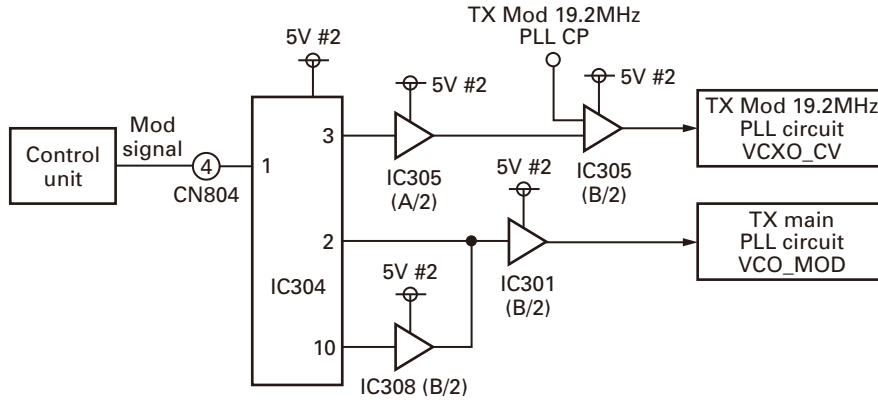 TX Mod 19.2MHz
PLL CP
5V #2
5V #2
5V #2
TX Mod 19.2MHz
PLL circuit
VCXO_CV
Mod
signal
Control
unit
4
CN804
1
3
IC305
(A/2)
IC305
(B/2)
5V #2
TX main
PLL circuit
VCO_MOD
2
IC301
(B/2)
5V #2
IC304
10
IC308 (B/2)